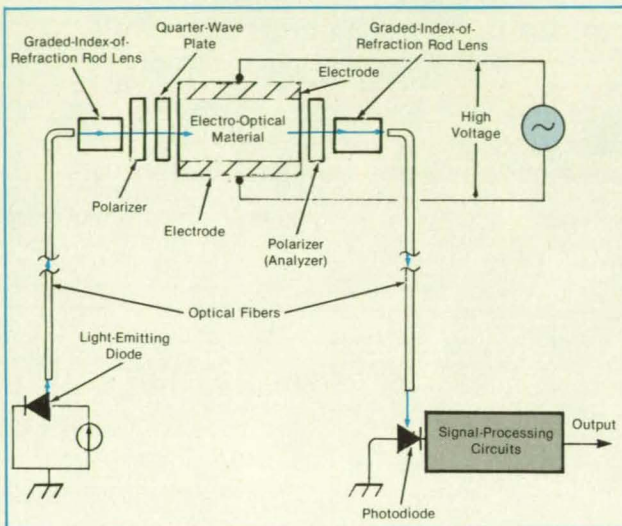 Graded-Index-of-
Refraction Rod Lens
Quarter-Wave
Plate
Graded-Index-of-
Refraction Rod Lens
Electrode
Electro-Optical
Material
High
Voltage
Polarizer
Electrode
Polarizer
(Analyzer)
Optical Fibers
Light-Emitting
Diode
Signal-Processing
Circuits
Output
Photodiode